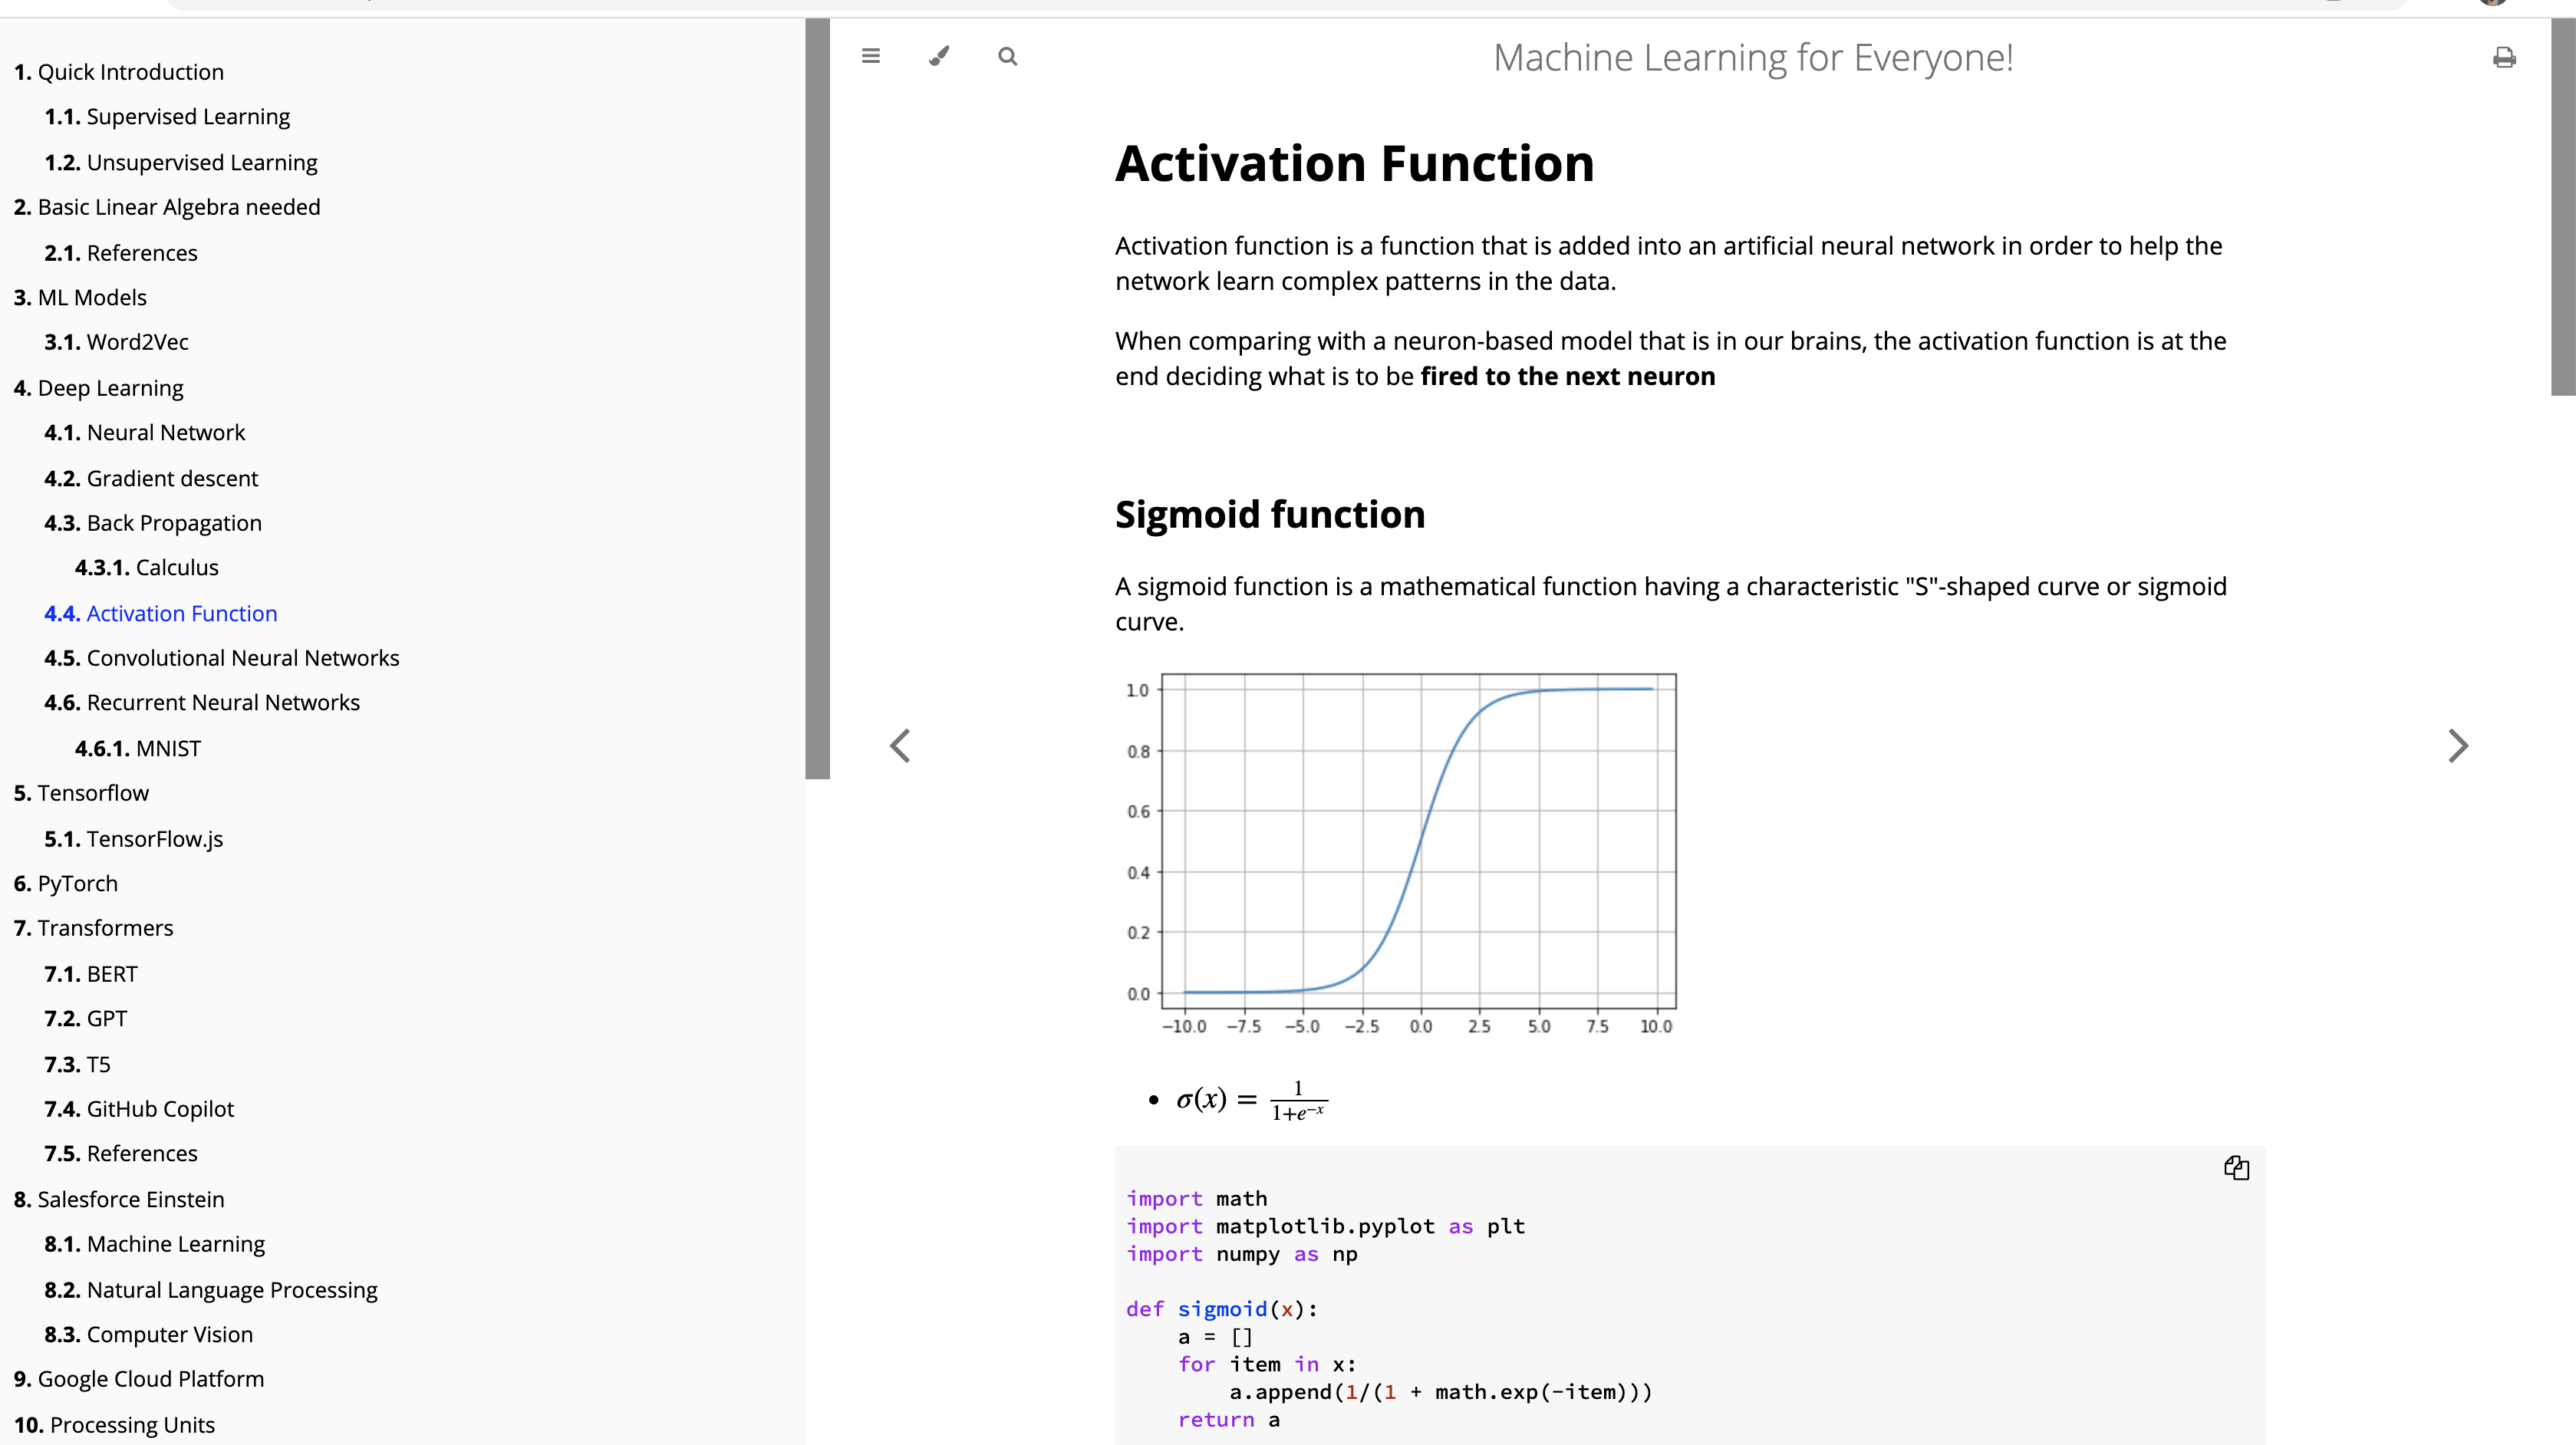 1. Quick Introduction
1.1. Supervised Learning
1.2. Unsupervised Learning
2. Basic Linear Algebra needed
2.1. References
3. ML Models
3.1. Word2Vec
4. Deep Learning
4.1. Neural Network
4.2. Gradient descent
4.3. Back Propagation
4.3.1. Calculus
4.4. Activation Function
4.5. Convolutional Neural Networks
4.6. Recurrent Neural Networks
4.6.1. MNIST
5. Tensorflow
5.1. TensorFlow.js
6. PyTorch
7. Transformers
7.1. BERT
7.2. GPT
7.3. T5
7.4. GitHub Copilot
7.5. References
8. Salesforce Einstein
8.1. Machine Learning
8.2. Natural Language Processing
8.3. Computer Vision
9. Google Cloud Platform
10. Processing Units
Machine Learning for Everyone!
Activation Function
Activation function is a function that is added into an artificial neural network in order to help the
network learn complex patterns in the data.
When comparing with a neuron-based model that is in our brains, the activation function is at the
end deciding what is to be fired to the next neuron
Sigmoid function
A sigmoid function is a mathematical function having a characteristic "S"-shaped curve or sigmoid
curve.
1.0
0.8
0.6
0.4
0.2
0.0
−10.0 −7.5 −5.0 −2.5 0.0 2.5 5.0 7.5 10.0
• σ(x) = 1/(1+e^−x)
import math
import matplotlib.pyplot as plt
import numpy as np
def sigmoid(x):
    a = []
    for item in x:
        a.append(1/(1 + math.exp(-item)))
    return a